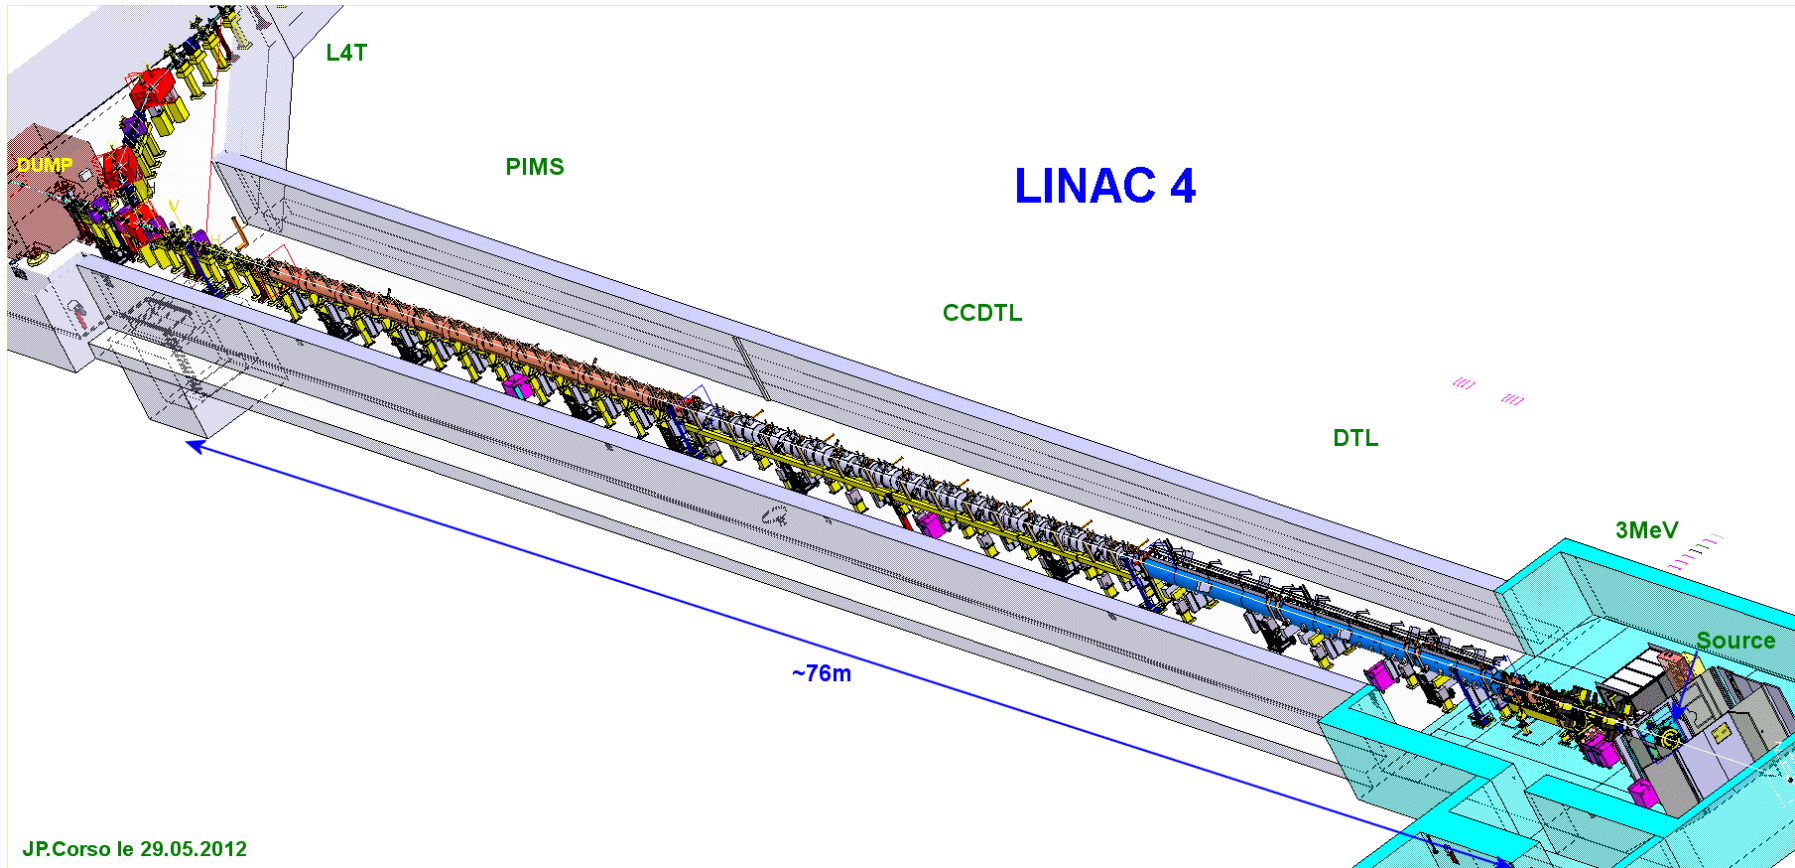 L4T
DUMP
PIMS
LINAC 4
CCDTL
DTL
3MeV
Source
~76m
JP.Corso le 29.05.2012